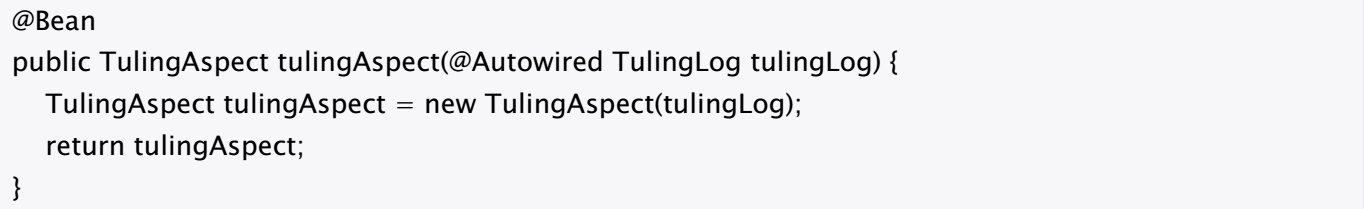 @Bean
public TulingAspect tulingAspect(@Autowired TulingLog tulingLog) {
TulingAspect tulingAspect = new TulingAspect(tulingLog);
return tulingAspect;
}